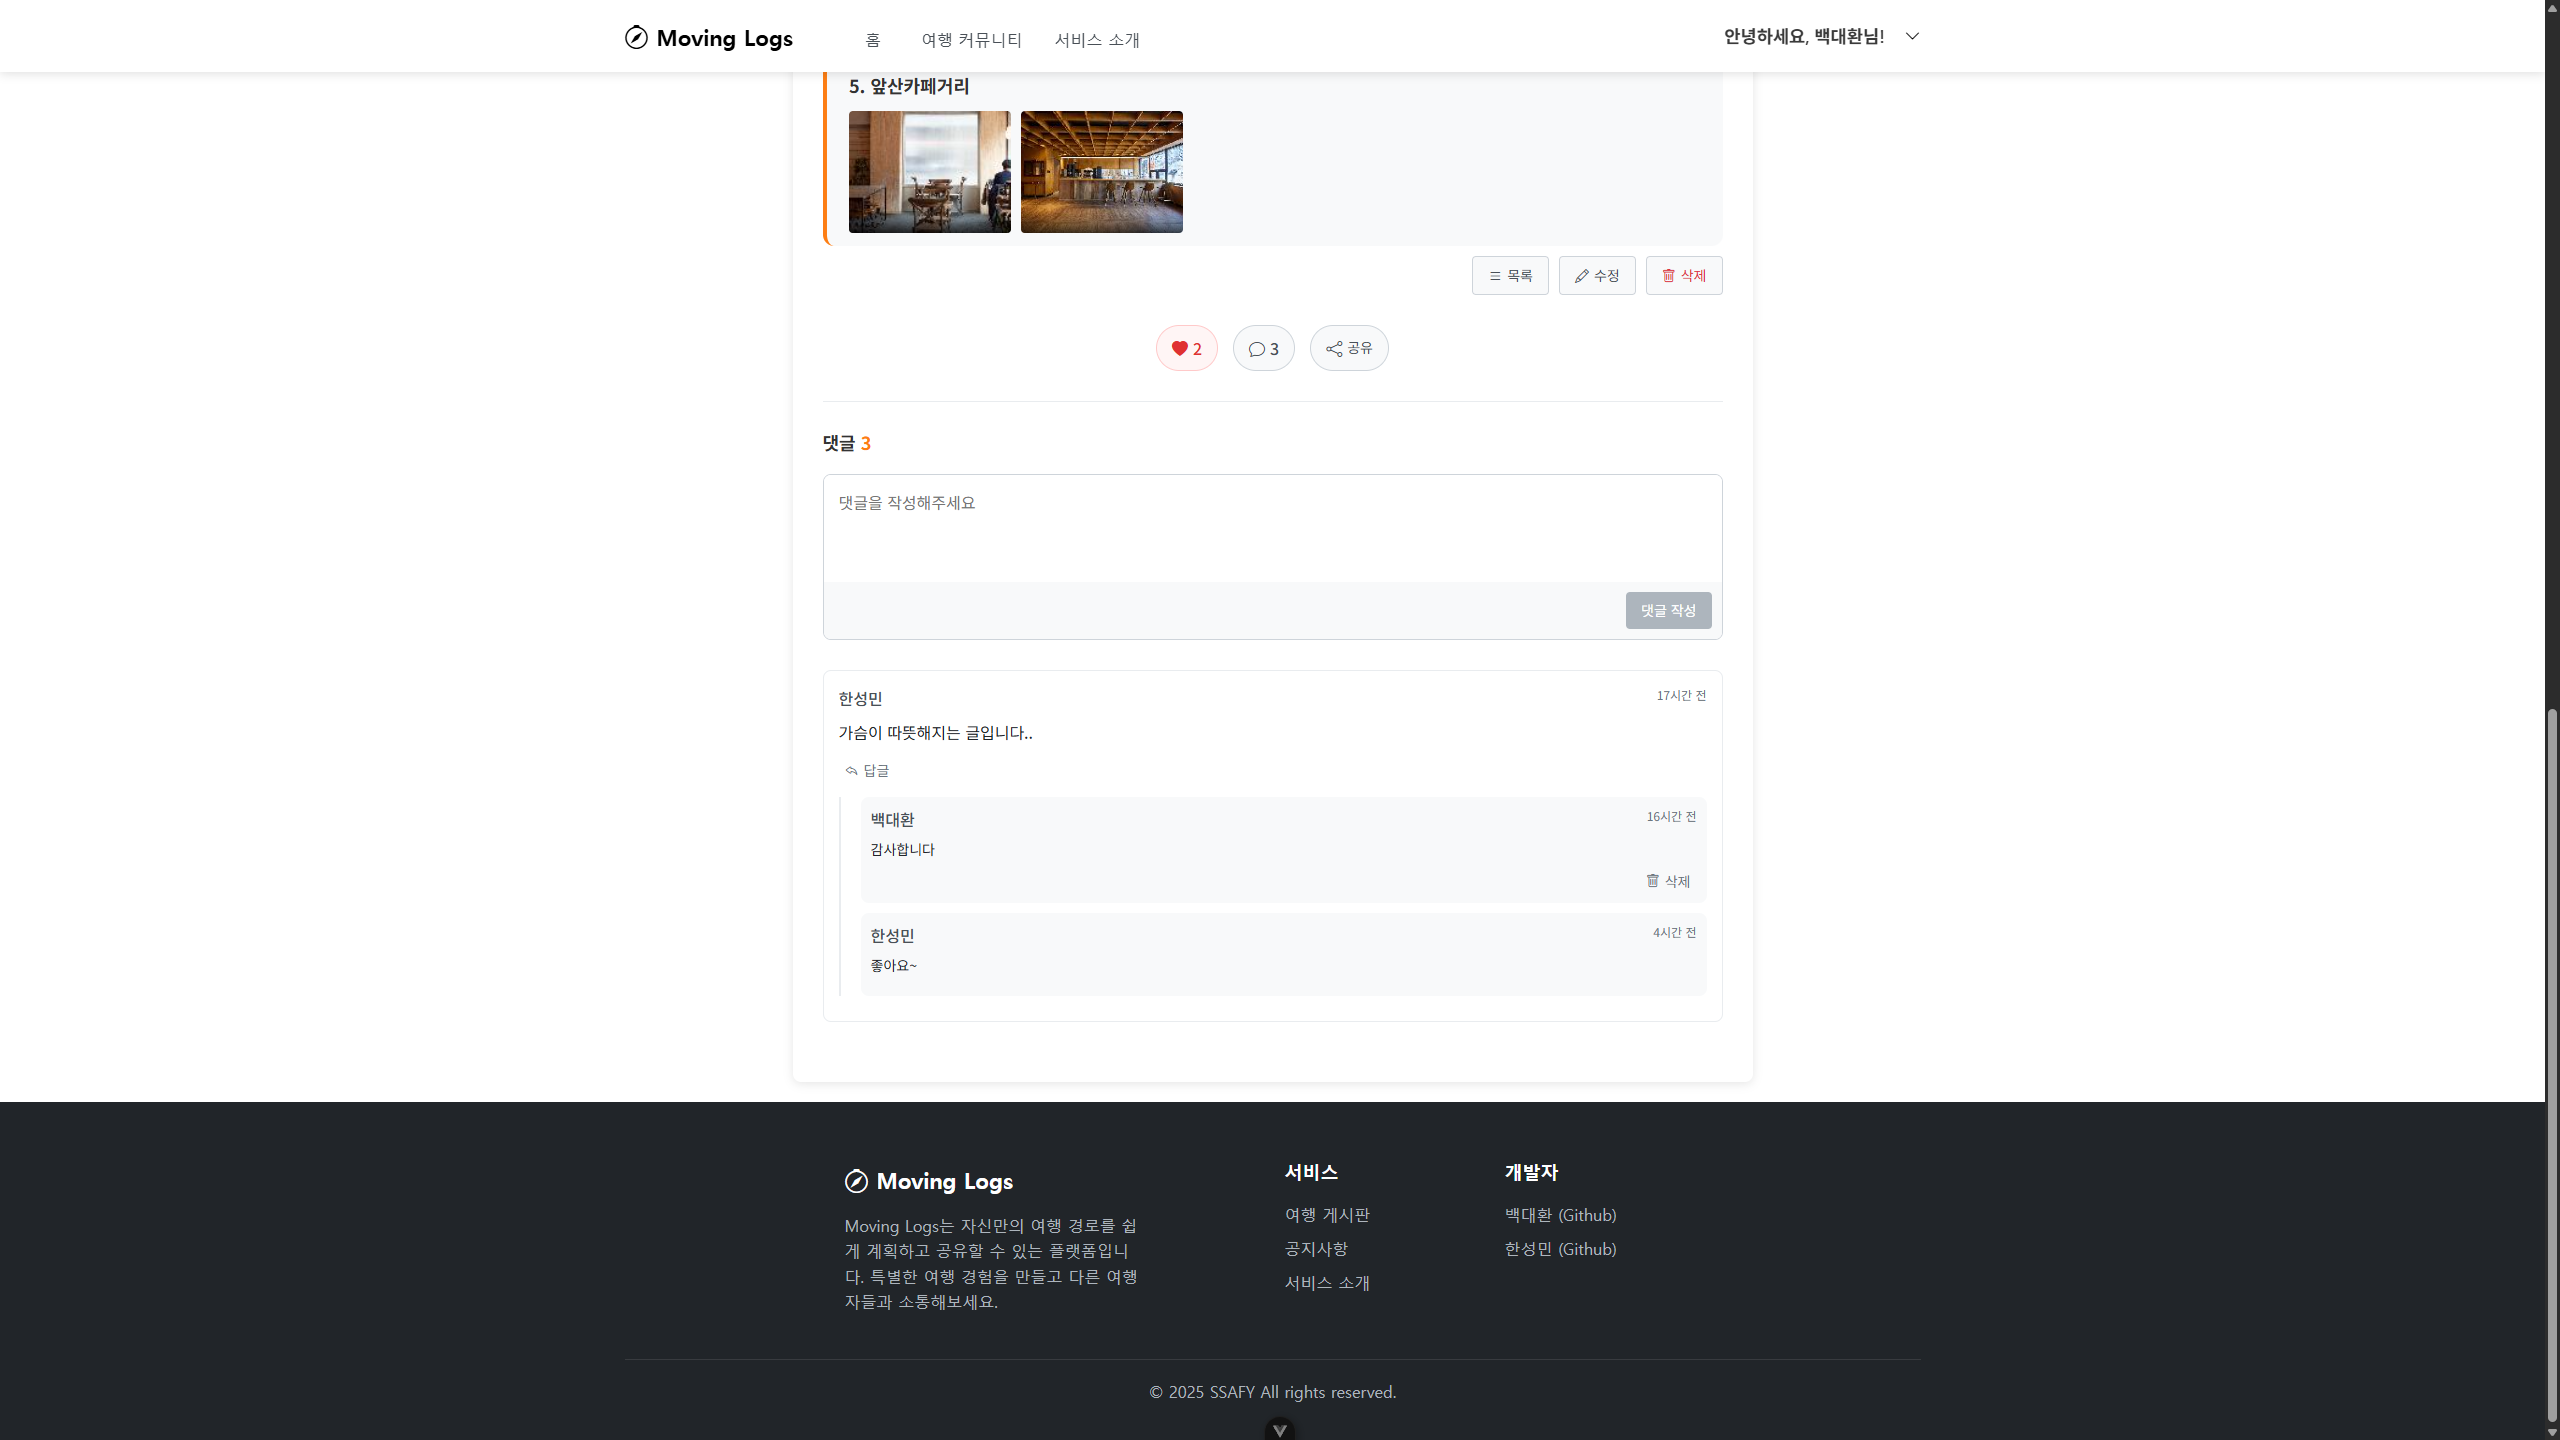 Moving Logs
홈
여행 커뮤니티
서비스 소개
안녕하세요, 백대환님!
5. 앞산카페거리
목록
수정
삭제
2
3
공유
댓글 3
댓글을 작성해주세요
댓글 작성
한성민
17시간 전
가슴이 따뜻해지는 글입니다..
답글
백대환
16시간 전
감사합니다
삭제
한성민
4시간 전
좋아요~
Moving Logs
Moving Logs는 자신만의 여행 경로를 쉽
게 계획하고 공유할 수 있는 플랫폼입니
다. 특별한 여행 경험을 만들고 다른 여행
자들과 소통해보세요.
서비스
여행 게시판
공지사항
서비스 소개
개발자
백대환 (Github)
한성민 (Github)
© 2025 SSAFY All rights reserved.